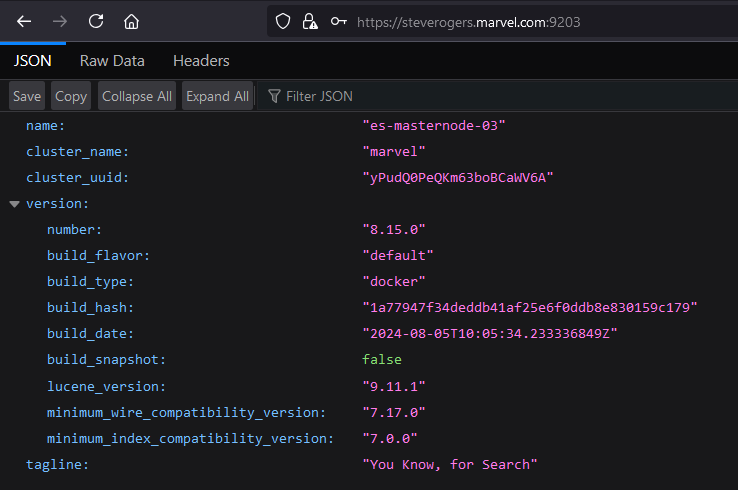 https://steverogers.marvel.com:9203
JSON Raw Data Headers
Save Copy Collapse All Expand All Filter JSON
name: "es-masternode-03"
cluster_name: "marvel"
cluster_uuid: "yPudQ0PeQKm63boBCaWV6A"
version:
number: "8.15.0"
build_flavor: "default"
build_type: "docker"
build_hash: "1a77947f34deddb41af25e6f0ddb8e830159c179"
build_date: "2024-08-05T10:05:34.233336849Z"
build_snapshot: false
lucene_version: "9.11.1"
minimum_wire_compatibility_version: "7.17.0"
minimum_index_compatibility_version: "7.0.0"
tagline: "You Know, for Search"